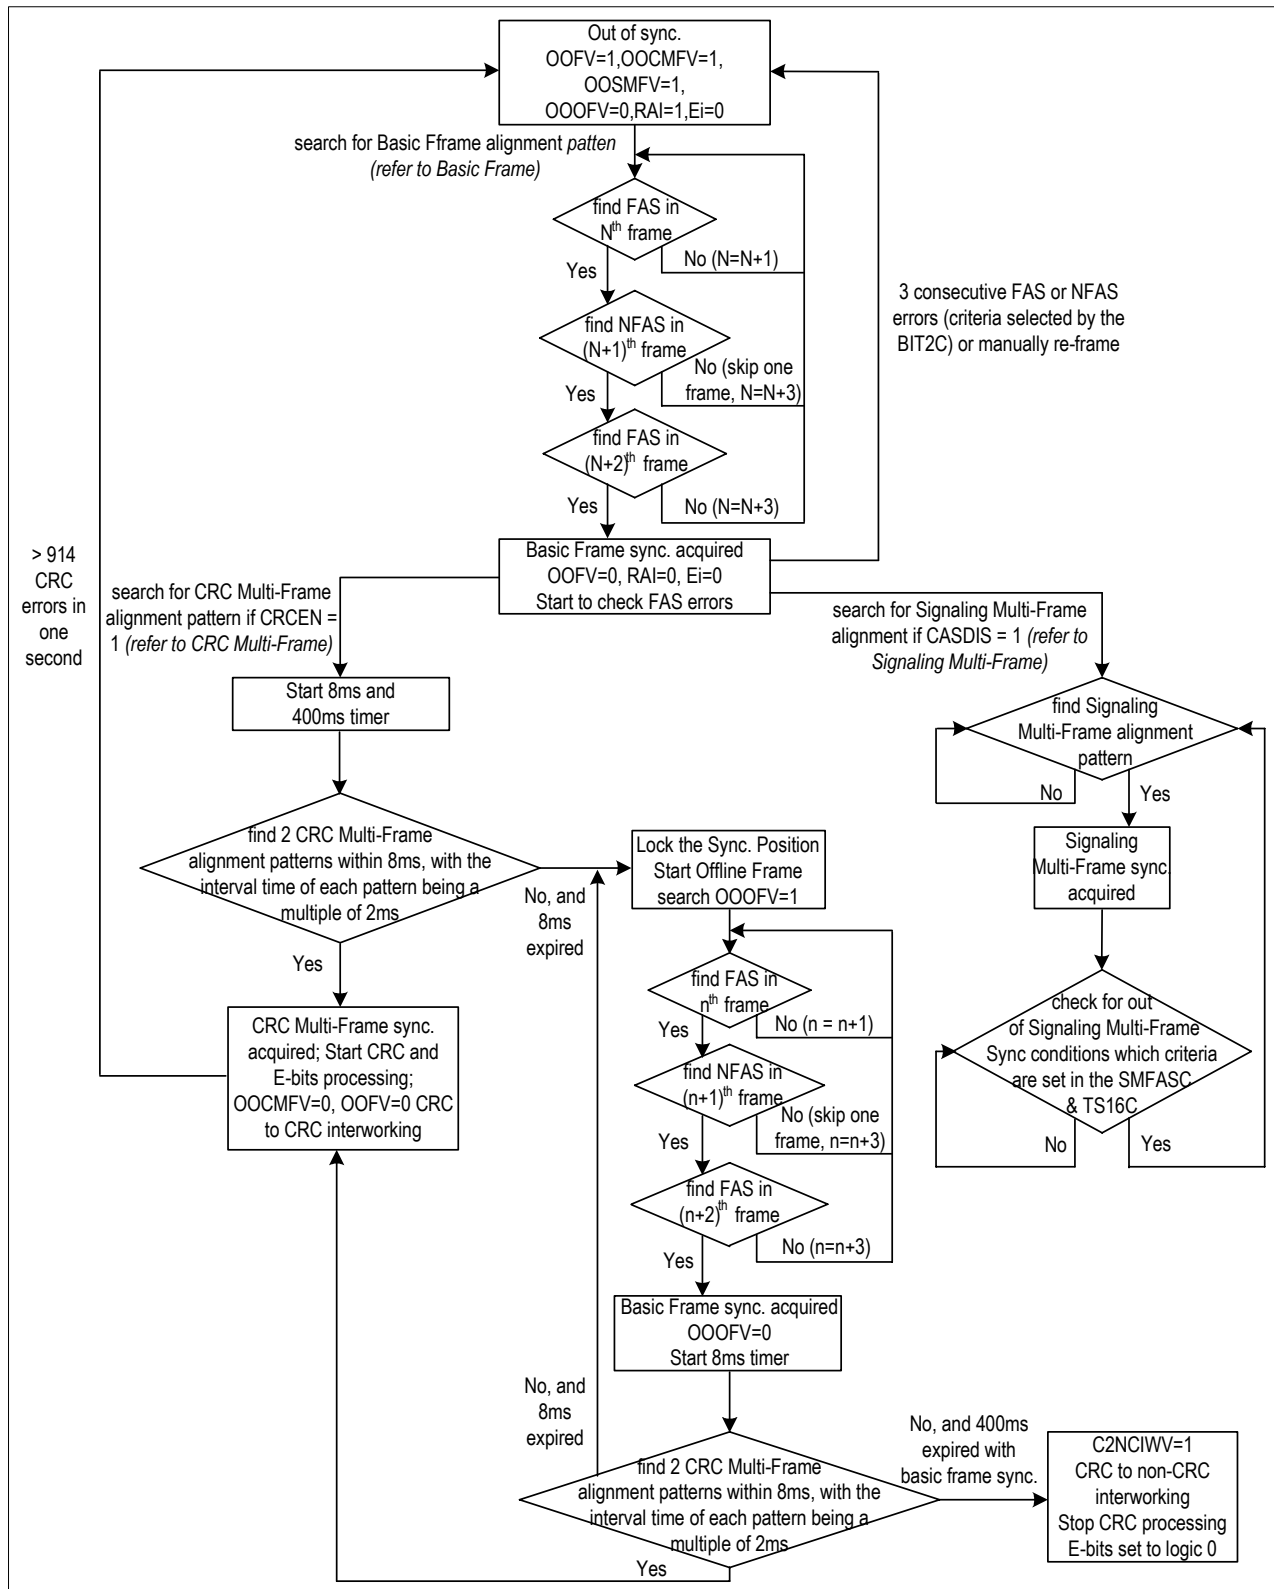 Out of sync.
OOFV=1,OOCMFV=1,
OOSMFV=1,
OOOFV=0,RAI=1,Ei=0
search for Basic Fframe alignment patten
(refer to Basic Frame)
find FAS in
Nth frame
No (N=N+1)
Yes
find NFAS in
(N+1)th frame
No (skip one
frame, N=N+3)
Yes
find FAS in
(N+2)th frame
No (N=N+3)
Yes
3 consecutive FAS or NFAS
errors (criteria selected by the
BIT2C) or manually re-frame
Basic Frame sync. acquired
OOFV=0, RAI=0, Ei=0
Start to check FAS errors
> 914
CRC
errors in
one
second
search for CRC Multi-Frame
alignment pattern if CRCEN =
1 (refer to CRC Multi-Frame)
search for Signaling Multi-Frame
alignment if CASDIS = 1 (refer to
Signaling Multi-Frame)
Start 8ms and
400ms timer
find Signaling
Multi-Frame alignment
pattern
No
Yes
find 2 CRC Multi-Frame
alignment patterns within 8ms, with the
interval time of each pattern being a
multiple of 2ms
No, and
8ms
expired
Yes
Lock the Sync. Position
Start Offline Frame
search OOOFV=1
Signaling
Multi-Frame sync.
acquired
find FAS in
nth frame
No (n = n+1)
Yes
CRC Multi-Frame sync.
acquired; Start CRC and
E-bits processing;
OOCMFV=0, OOFV=0 CRC
to CRC interworking
find NFAS in
(n+1)th frame
No (skip one
frame, n=n+3)
Yes
check for out
of Signaling Multi-Frame
Sync conditions which criteria
are set in the SMFASC
& TS16C
No
Yes
find FAS in
(n+2)th frame
No (n=n+3)
Yes
Basic Frame sync. acquired
OOOFV=0
Start 8ms timer
No, and
8ms
expired
find 2 CRC Multi-Frame
alignment patterns within 8ms, with the
interval time of each pattern being a
multiple of 2ms
Yes
No, and 400ms
expired with
basic frame sync.
C2NCIWV=1
CRC to non-CRC
interworking
Stop CRC processing
E-bits set to logic 0